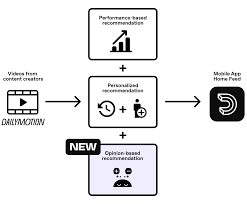 Performance-based
recommendation
+
Videos from
content creators
Personalized
recommendation
Mobile App
Home Feed
+
DAILYMOTION
+
NEW
Opinion-based
recommendation